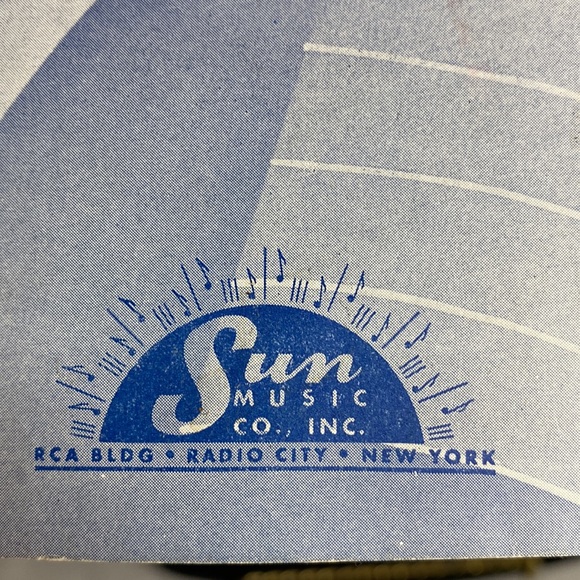 Sun
MUSIC
CO., INC.
RCA BLDG • RADIO CITY • NEW YORK